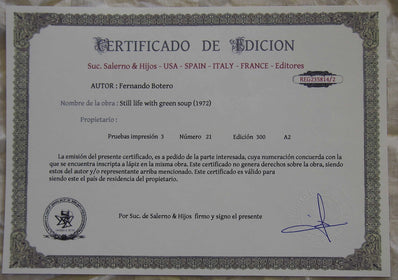 CERTIFICADO DE EDICION
Suc. Salerno & Hijos - USA - SPAIN - ITALY - FRANCE - Editores
REG235814/2
AUTOR : Fernando Botero
Nombre de la obra : Still life with green soup (1972)
Propietario :
Pruebas impresión 3 Número 21 Edición 300 A2
La emisión del presente certificado, es a pedido de la parte interesada, cuya numeración concuerda con la
que se encuentra inscripta a lápiz en la misma obra. Este certificado no genera derechos sobre la obra, siendo
estos del autor y/o representante arriba mencionado. Este certificado es válido para
siendo este el país de residencia del propietario.
Por Suc. de Salerno & Hijos firmo y signo el presente